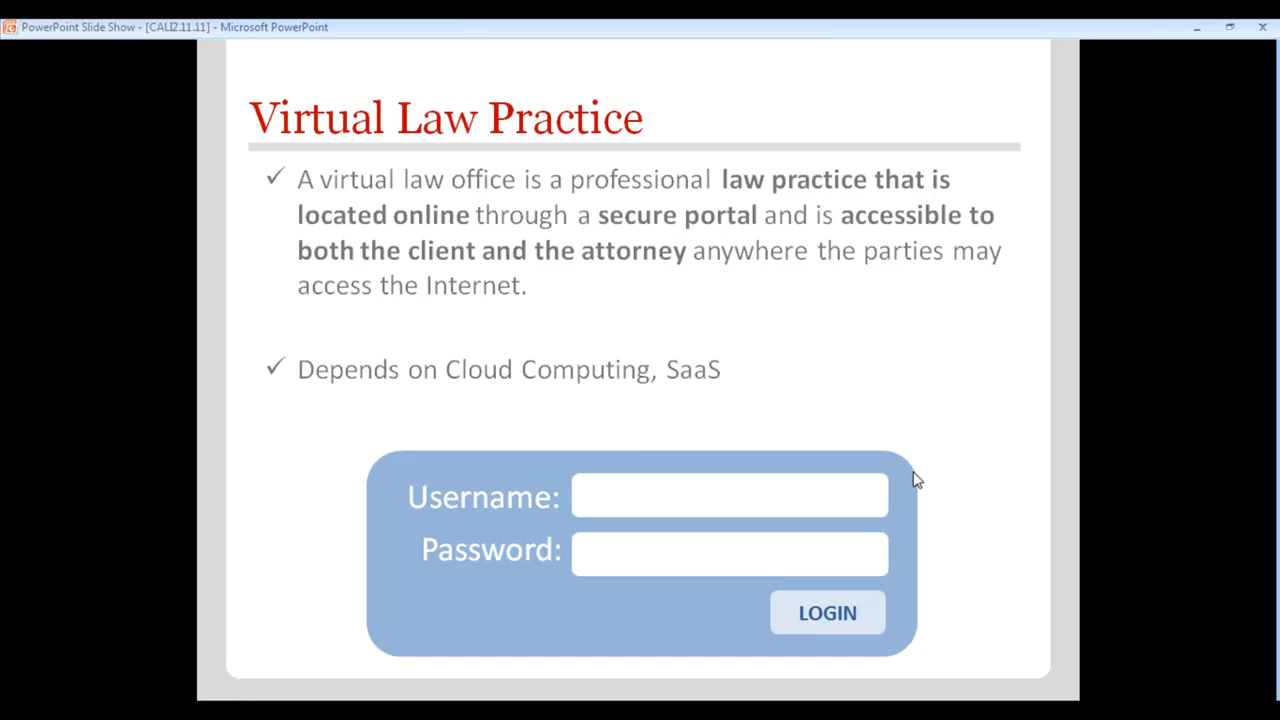 PowerPoint Slide Show - [CALI2.11.11] - Microsoft PowerPoint
Virtual Law Practice
✓ A virtual law office is a professional law practice that is
located online through a secure portal and is accessible to
both the client and the attorney anywhere the parties may
access the Internet.
✓ Depends on Cloud Computing, SaaS
Username:
Password:
LOGIN